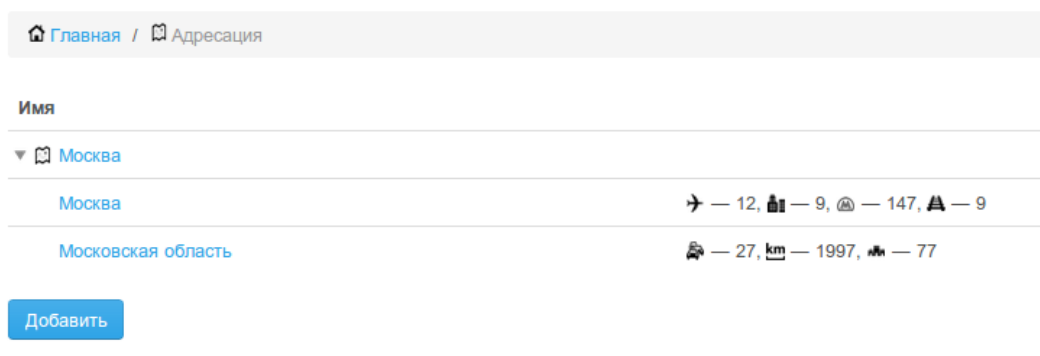 Главная / Адресация
Имя
Москва
Москва — 12, — 9, — 147, — 9
Московская область — 27, km — 1997, — 77
Добавить